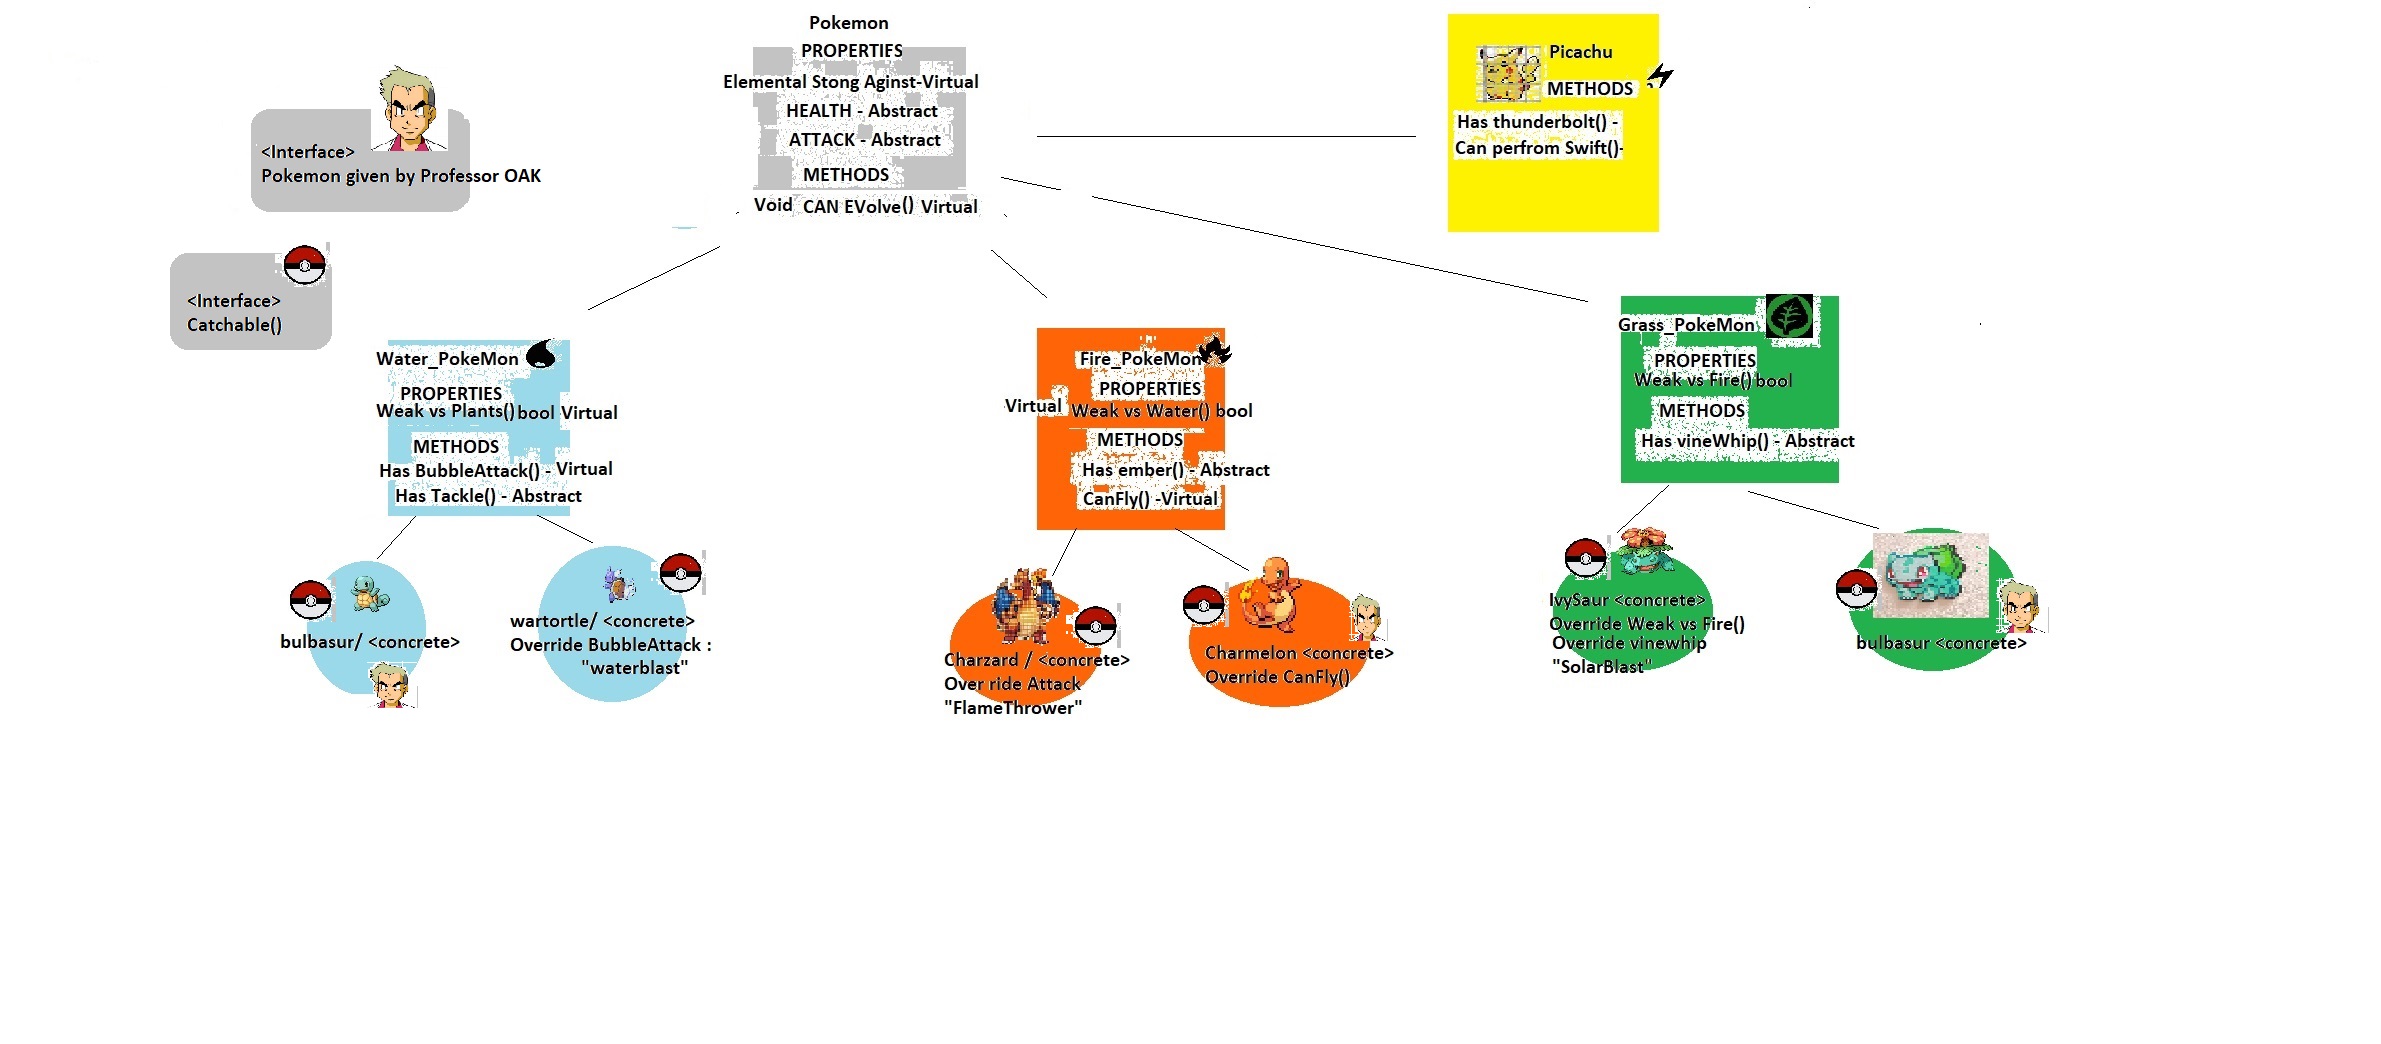 Pokemon
PROPERTIES
Elemental Stong Aginst-Virtual
HEALTH - Abstract
ATTACK - Abstract
METHODS
Void CAN EVolve() Virtual
Picachu
METHODS
Has thunderbolt() -
Can perfrom Swift()-
<Interface>
Pokemon given by Professor OAK
<Interface>
Catchable()
Water_PokeMon
PROPERTIES
Weak vs Plants() bool Virtual
METHODS
Has BubbleAttack() - Virtual
Has Tackle() - Abstract
Fire_PokeMon
PROPERTIES
Virtual Weak vs Water() bool
METHODS
Has ember() - Abstract
CanFly() -Virtual
Grass_PokeMon
PROPERTIES
Weak vs Fire() bool
METHODS
Has vineWhip() - Abstract
bulbasur/ <concrete>
wartortle/ <concrete>
Override BubbleAttack :
"waterblast"
Charzard / <concrete>
Over ride Attack
"FlameThrower"
Charmelon <concrete>
Override CanFly()
IvySaur <concrete>
Override Weak vs Fire()
Override vinewhip
"SolarBlast"
bulbasur <concrete>